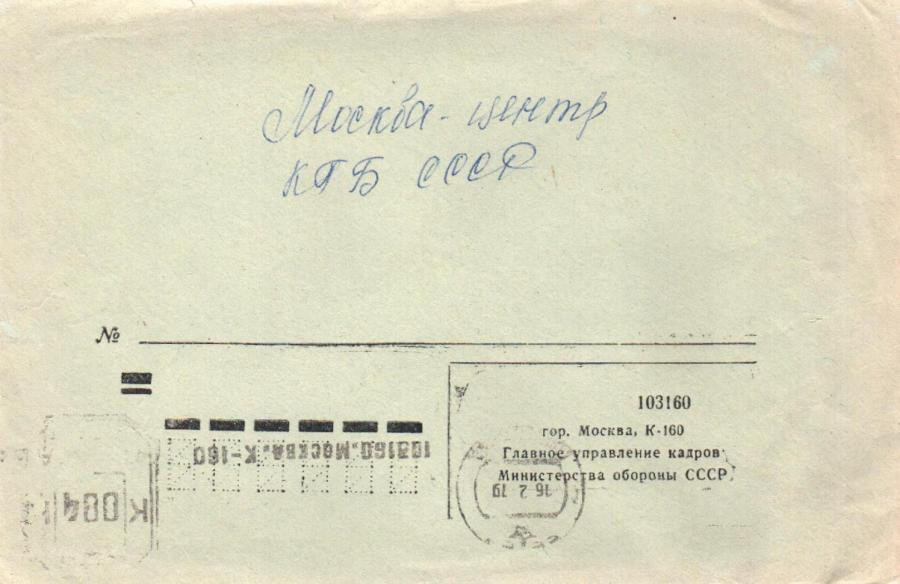 Москва - центр
КГБ СССР
№
103160
гор. Москва, К-160
Главное управление кадров
Министерства обороны СССР
103160. МОСКВА, К-160
16 2 79
К 084